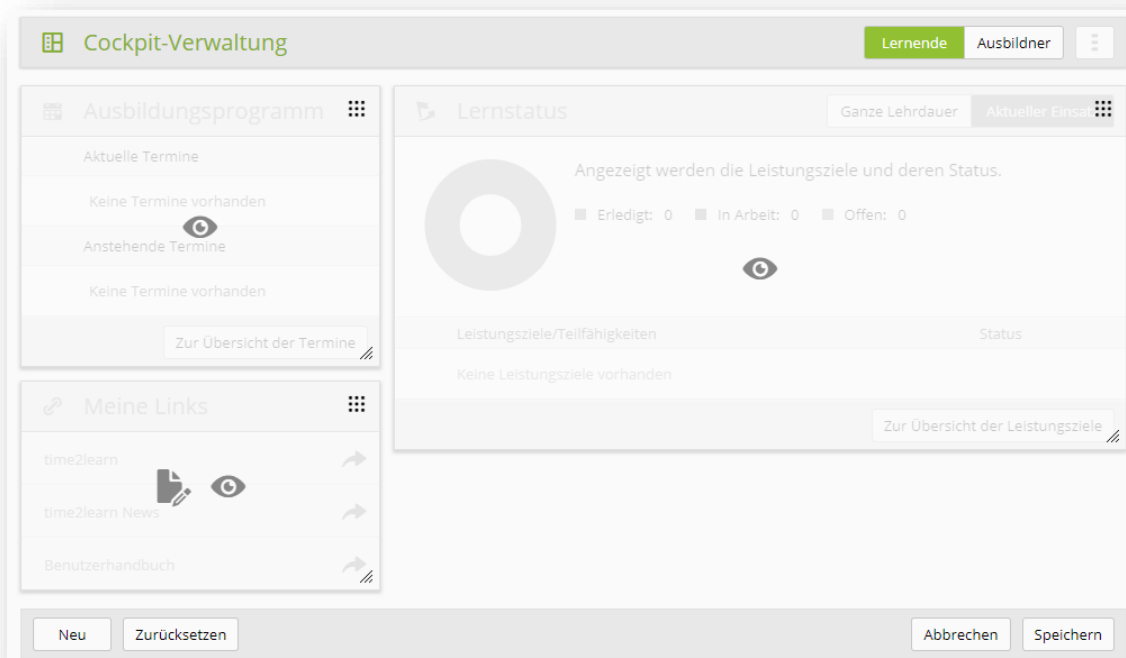 Cockpit-Verwaltung
Lernende Ausbildner
Ausbildungsprogramm
Aktuelle Termine
Keine Termine vorhanden
Anstehende Termine
Keine Termine vorhanden
Zur Übersicht der Termine
Lernstatus
Ganze Lehrdauer Aktueller Einsat
Angezeigt werden die Leistungsziele und deren Status.
Erledigt: 0 In Arbeit: 0 Offen: 0
Leistungsziele/Teilfähigkeiten Status
Keine Leistungsziele vorhanden
Zur Übersicht der Leistungsziele
Meine Links
time2learn
time2learn News
Benutzerhandbuch
Neu Zurücksetzen Abbrechen Speichern